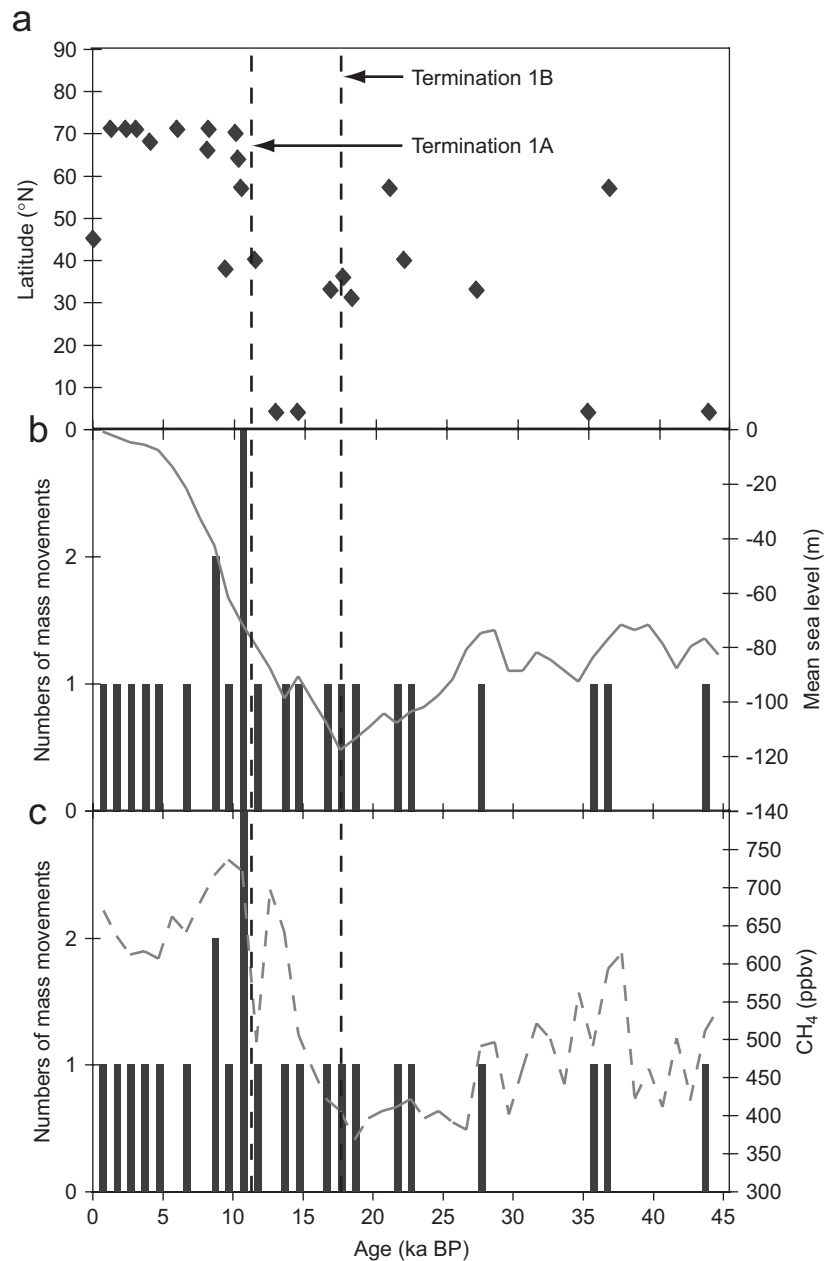 a
90
80
70
60
50
40
30
20
10
0
Latitude (°N)
Termination 1B
Termination 1A
b
2
1
0
Numbers of mass movements
0
-20
-40
-60
-80
-100
-120
-140
Mean sea level (m)
c
2
1
0
Numbers of mass movements
750
700
650
600
550
500
450
400
350
300
CH4 (ppbv)
0 5 10 15 20 25 30 35 40 45
Age (ka BP)